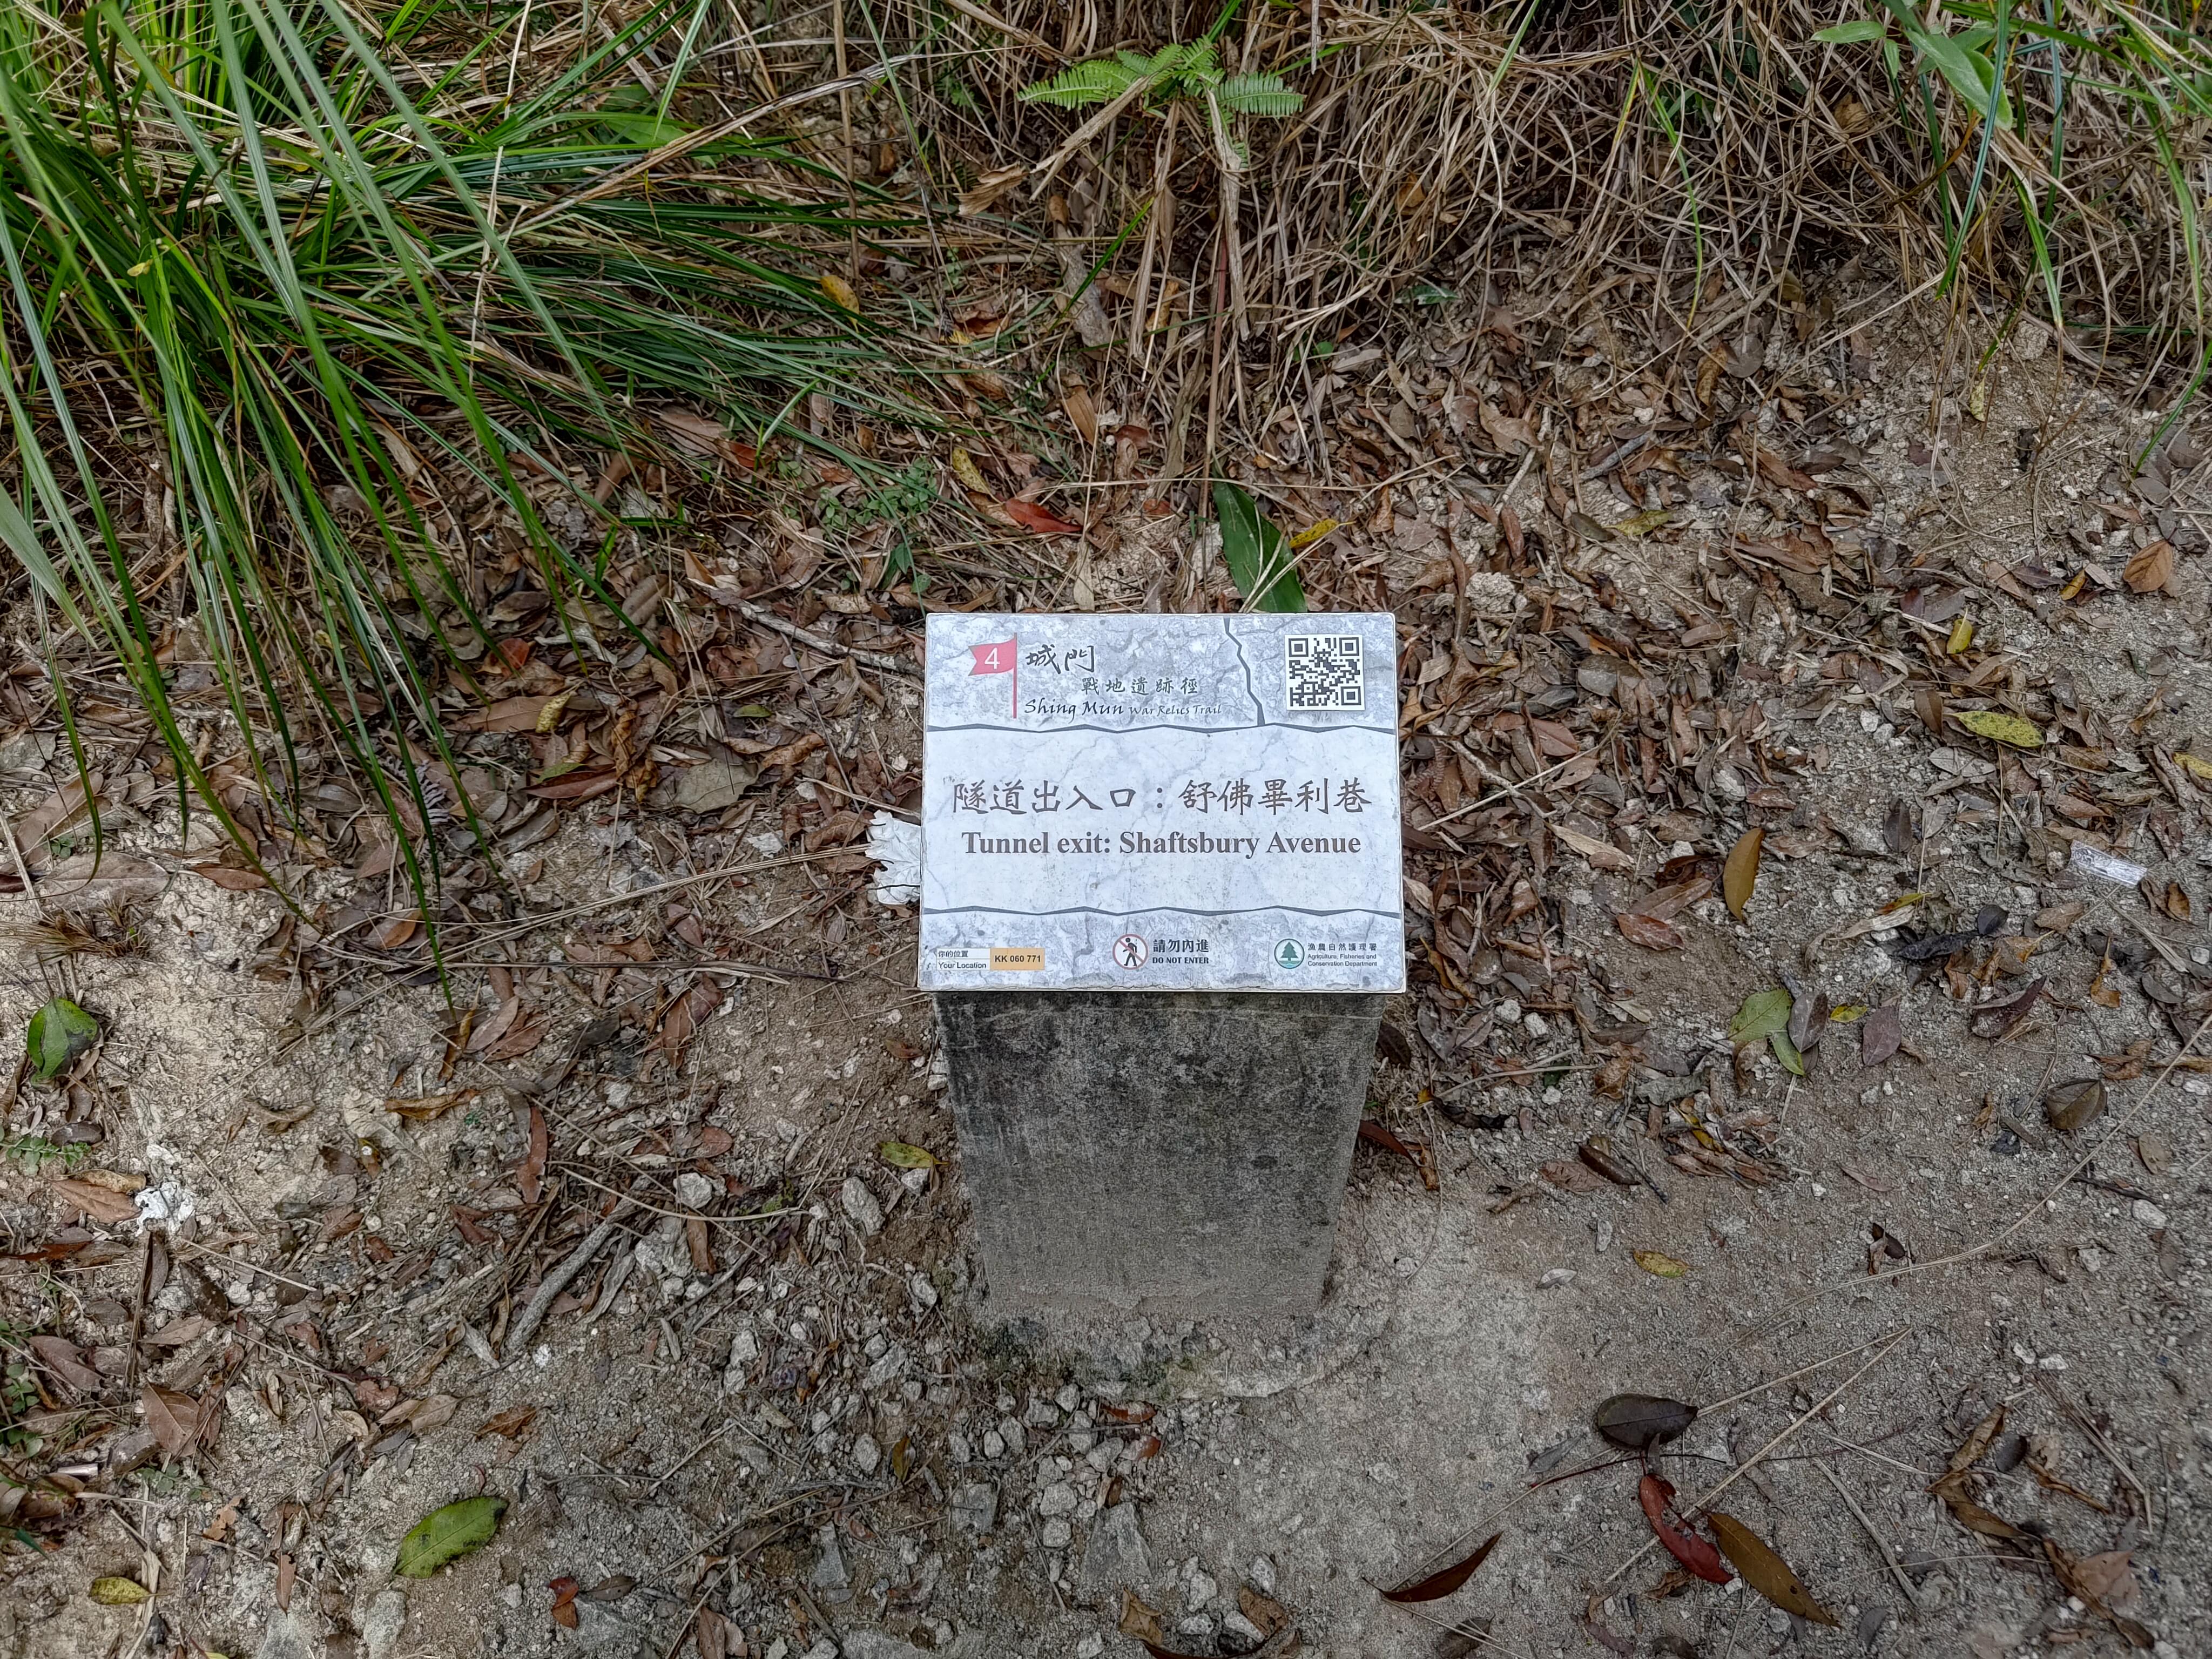 4
城門
戰地遺跡徑
Shing Mun War Relics Trail
隧道出入口：舒佛畢利巷
Tunnel exit: Shaftsbury Avenue
你的位置
Your Location
KK 060 771
請勿內進
DO NOT ENTER
漁農自然護理署
Agriculture, Fisheries and
Conservation Department